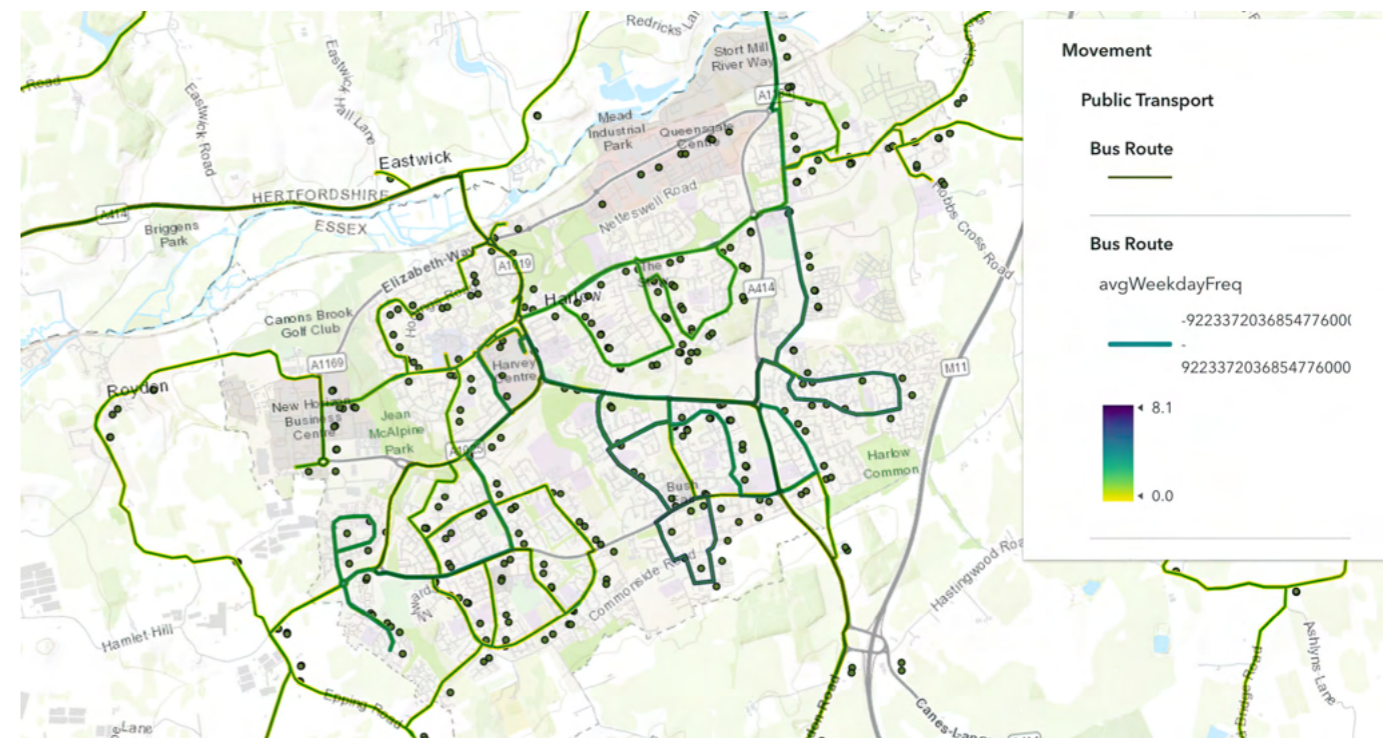 Redricks
Stort Mill
River Way
Road
Eastwick
Hall Lane
Eastwick Road
Mead
Industrial
Park
Queensgate
Centre
Eastwick
HERTFORDSHIRE
ESSEX
A414
Briggens
Park
Netteswell Road
Hobbs Cross Road
Elizabeth Way
A1019
The
Harlow
A414
Canons Brook
Golf Club
A1169
M11
Roydon
Harvey
Centre
New Horizon
Business
Centre
Jean
McAlpine
Park
Harlow
Common
Bush
Commonside Road
Hastingwood Roa
Hamlet Hill
Epping Road
Lane
Canes-Lan
Ashlyns-Lane
Road
Movement
Public Transport
Bus Route
Bus Route
avgWeekdayFreq
-9223372036854776000
-
9223372036854776000
8.1
0.0